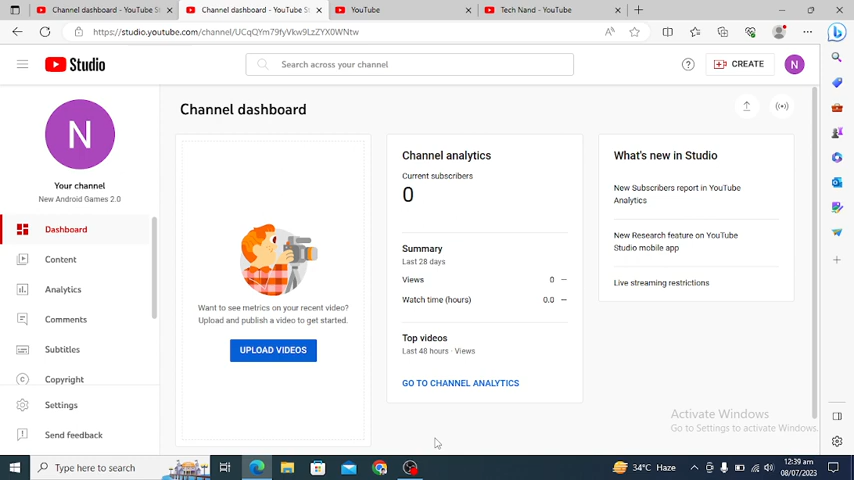 Channel dashboard - YouTube St
Channel dashboard - YouTube St
YouTube
Tech Nand - YouTube
https://studio.youtube.com/channel/UCqQYm79fyVkw9LzZYX0WNtw
Studio
Search across your channel
CREATE
N
N
Your channel
New Android Games 2.0
Dashboard
Content
Analytics
Comments
Subtitles
Copyright
Settings
Send feedback
Channel dashboard
Want to see metrics on your recent video?
Upload and publish a video to get started.
UPLOAD VIDEOS
Channel analytics
Current subscribers
0
Summary
Last 28 days
Views 0 —
Watch time (hours) 0.0 —
Top videos
Last 48 hours · Views
GO TO CHANNEL ANALYTICS
What's new in Studio
New Subscribers report in YouTube
Analytics
New Research feature on YouTube
Studio mobile app
Live streaming restrictions
Activate Windows
Go to Settings to activate Windows.
Type here to search
34°C Haze
12:39 am
08/07/2023